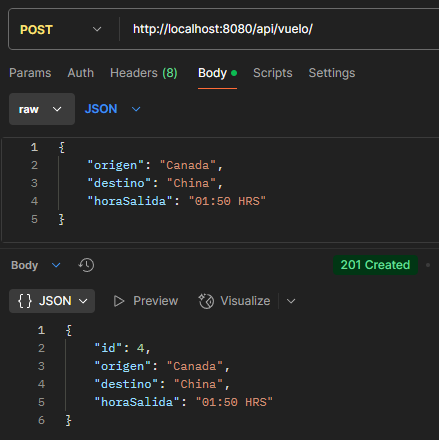 POST http://localhost:8080/api/vuelo/
Params Auth Headers (8) Body Scripts Settings
raw JSON
1 {
2 "origen": "Canada",
3 "destino": "China",
4 "horaSalida": "01:50 HRS"
5 }
Body 201 Created
{} JSON Preview Visualize
1 {
2 "id": 4,
3 "origen": "Canada",
4 "destino": "China",
5 "horaSalida": "01:50 HRS"
6 }